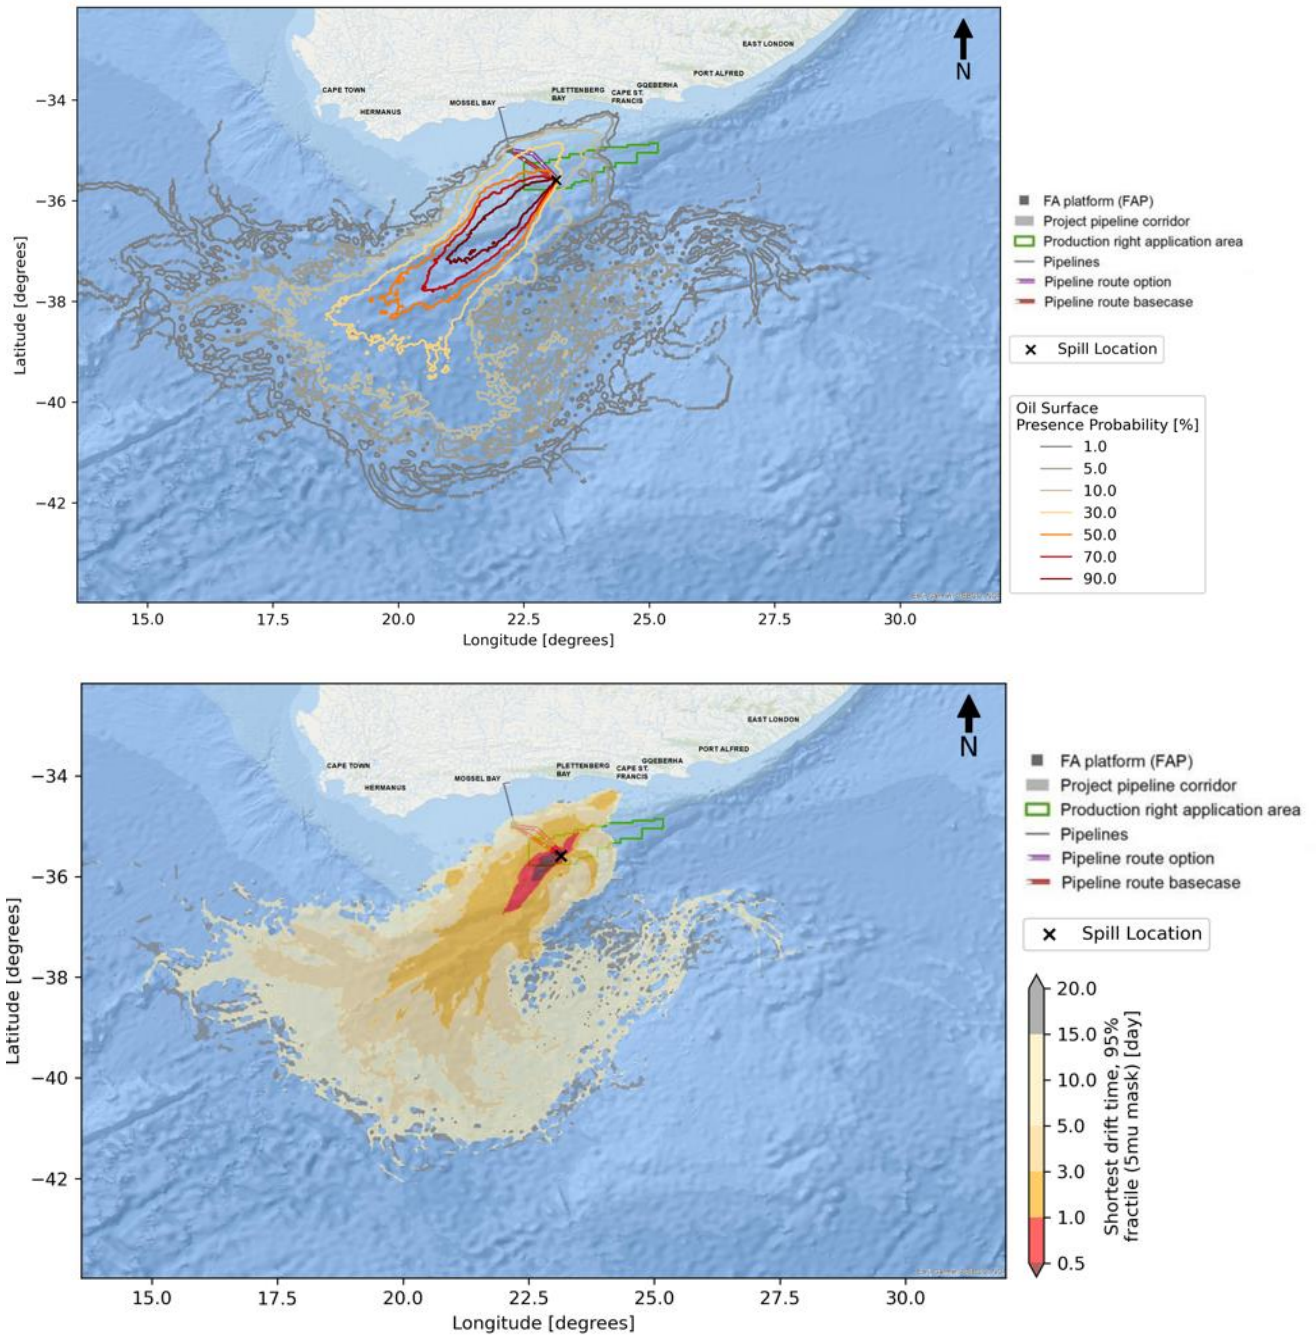 EAST LONDON
PORT ALFRED
GQEBERHA
CAPE TOWN
PLETTENBERG
BAY
CAPE ST.
FRANCIS
MOSSEL BAY
HERMANUS
N
−34
−36
−38
−40
−42
Latitude [degrees]
15.0 17.5 20.0 22.5 25.0 27.5 30.0
Longitude [degrees]
FA platform (FAP)
Project pipeline corridor
Production right application area
Pipelines
Pipeline route option
Pipeline route basecase
Spill Location
Oil Surface
Presence Probability [%]
1.0
5.0
10.0
30.0
50.0
70.0
90.0
EAST LONDON
PORT ALFRED
GQEBERHA
CAPE TOWN
PLETTENBERG
BAY
CAPE ST.
FRANCIS
MOSSEL BAY
HERMANUS
N
−34
−36
−38
−40
−42
Latitude [degrees]
15.0 17.5 20.0 22.5 25.0 27.5 30.0
Longitude [degrees]
FA platform (FAP)
Project pipeline corridor
Production right application area
Pipelines
Pipeline route option
Pipeline route basecase
Spill Location
20.0
15.0
10.0
5.0
3.0
1.0
0.5
Shortest drift time, 95%
fractile (5mu mask) [day]